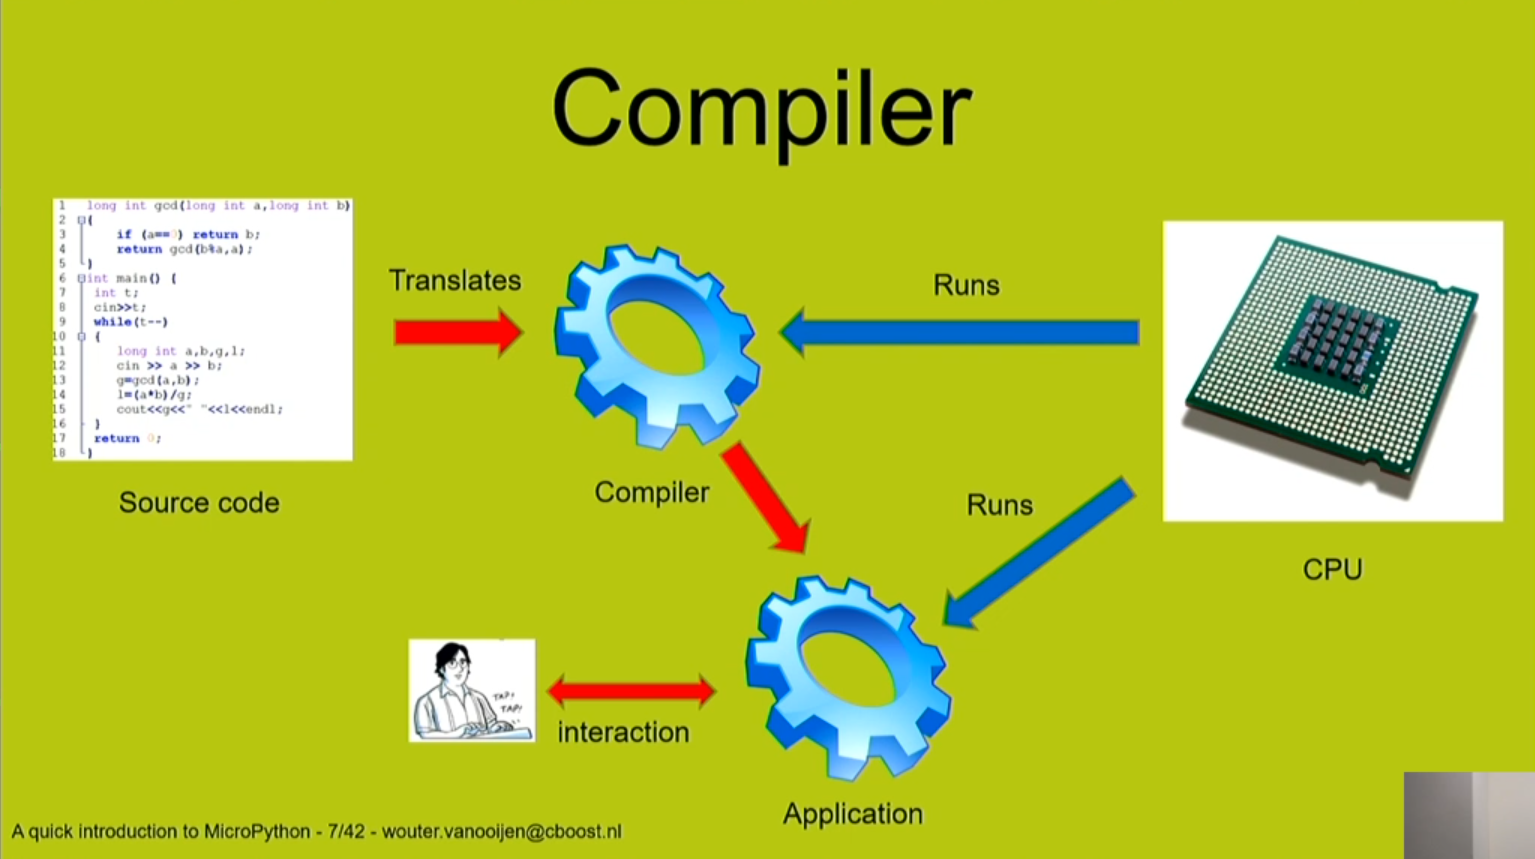 Compiler
1 long int gcd(long int a,long int b)
2 {
3 if (a==0) return b;
4 return gcd(b%a,a);
5 }
6 int main() {
7 int t;
8 cin>>t;
9 while(t--)
10 {
11 long int a,b,g,l;
12 cin >> a >> b;
13 g=gcd(a,b);
14 l=(a*b)/g;
15 cout<<g<<" "<<l<<endl;
16 }
17 return 0;
18 }
Source code
Translates
Compiler
Runs
Runs
CPU
TAP!
TAP!
interaction
Application
A quick introduction to MicroPython - 7/42 - wouter.vanooijen@cboost.nl